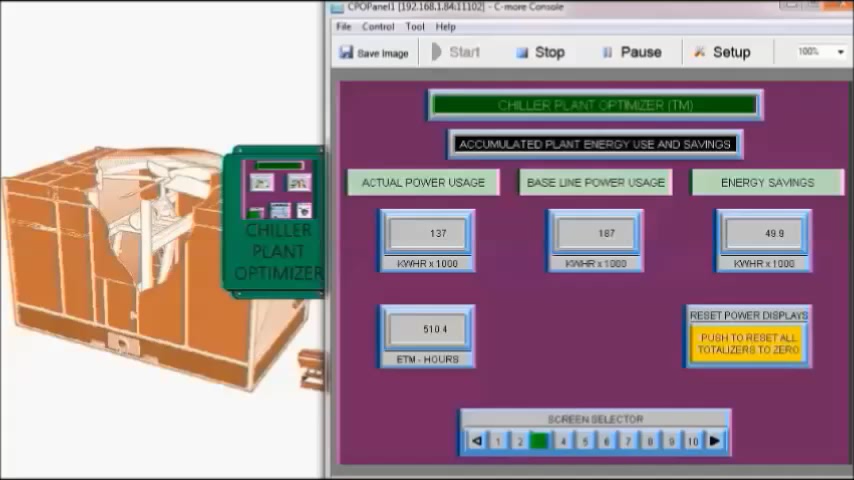 CPOPanel1 [192.168.1.84:11102] - C-more Console
File Control Tool Help
Save Image Start Stop Pause Setup 100%
CHILLER PLANT OPTIMIZER (TM)
ACCUMULATED PLANT ENERGY USE AND SAVINGS
ACTUAL POWER USAGE BASE LINE POWER USAGE ENERGY SAVINGS
137 187 49.9
KWHR x 1000 KWHR x 1000 KWHR x 1000
CHILLER
PLANT
OPTIMIZER
510.4
ETM - HOURS
RESET POWER DISPLAYS
PUSH TO RESET ALL
TOTALIZERS TO ZERO
SCREEN SELECTOR
1 2 4 5 6 7 8 9 10